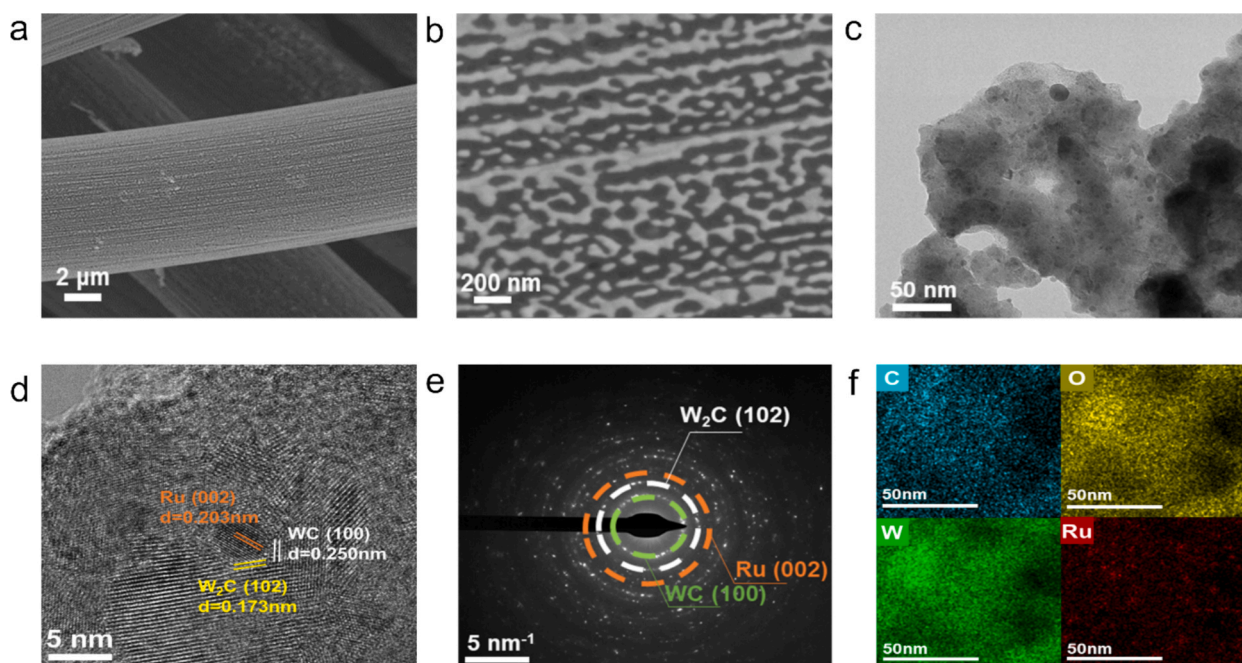 a
b
c
2 µm
200 nm
50 nm
d
e
f
Ru (002)
d=0.203nm
WC (100)
d=0.250nm
W₂C (102)
d=0.173nm
5 nm
W₂C (102)
Ru (002)
WC (100)
5 nm⁻¹
C
O
50nm
50nm
W
Ru
50nm
50nm